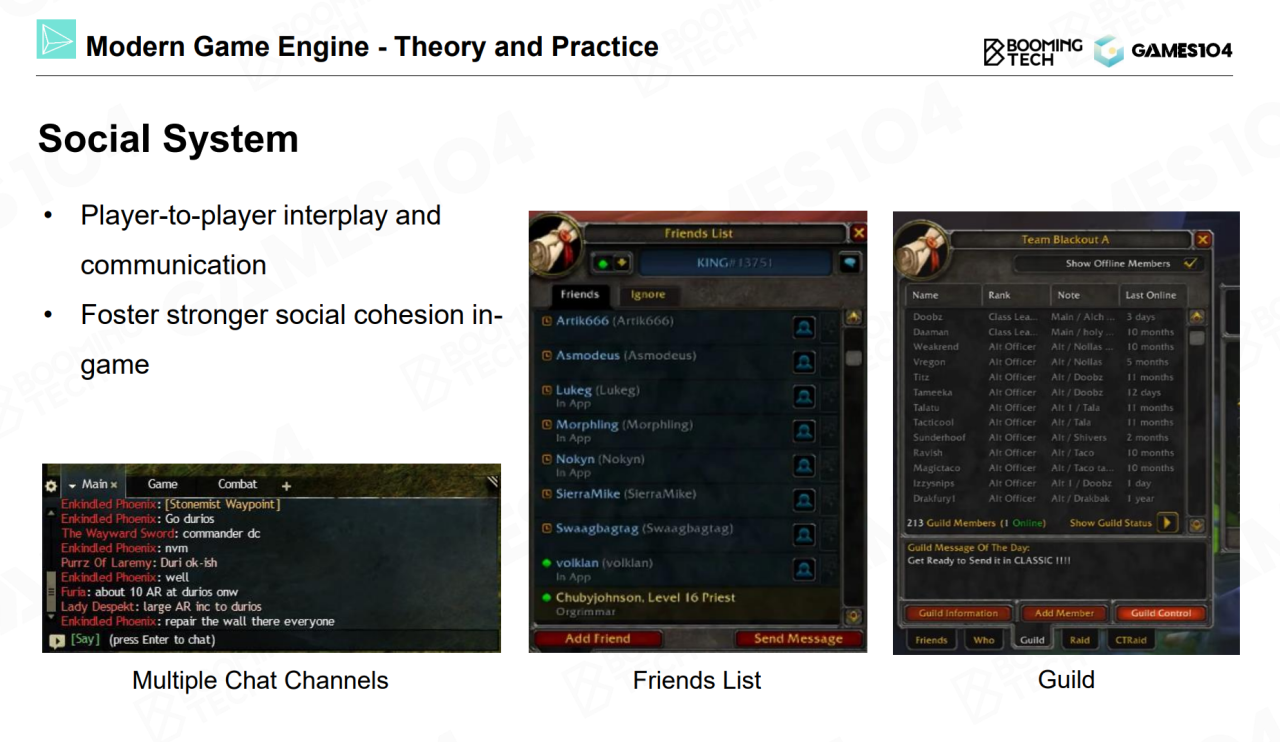 Modern Game Engine - Theory and Practice
BOOMING
TECH
GAMES104
Social System
• Player-to-player interplay and
communication
• Foster stronger social cohesion in-
game
Main × Game Combat +
Enkindled Phoenix: [Stonemist Waypoint]
Enkindled Phoenix: Go durios
The Wayward Sword: commander dc
Enkindled Phoenix: nvm
Purrz Of Laremy: Duri ok-ish
Enkindled Phoenix: well
Furia: about 10 AR at durios onw
Lady Despekt: large AR inc to durios
Enkindled Phoenix: repair the wall there everyone
[Say] (press Enter to chat)
Multiple Chat Channels
Friends List
KING#13751
Friends Ignore
Artik666 (Artik666)
Asmodeus (Asmodeus)
Lukeg (Lukeg)
In App
Morphling (Morphling)
In App
Nokyn (Nokyn)
In App
SierraMike (SierraMike)
Swaagbagtag (Swaagbagtag)
volklan (volklan)
In App
Chubyjohnson, Level 16 Priest
Orgrimmar
Add Friend Send Message
Friends List
Team Blackout A
Show Offline Members
Name Rank Note Last Online
Doobz Class Lea... Main / Alch ... 3 days
Daaman Class Lea... Main / holy ... 10 months
Weakrend Alt Officer Alt / Nollas ... 10 months
Vregon Alt Officer Alt / Nollas 5 months
Titz Alt Officer Alt / Doobz 11 months
Tameeka Alt Officer Alt / Doobz 12 days
Talatu Alt Officer Alt 1 / Tala 11 months
Tacticool Alt Officer Alt / Tala 11 months
Sunderhoof Alt Officer Alt / Shivers 2 months
Ravish Alt Officer Alt / Taco 10 months
Magictaco Alt Officer Alt / Taco ta... 10 months
Izzysnips Alt Officer Alt 1 / Doobz 1 day
Drakfury1 Alt Officer Alt / Drakbak 1 year
213 Guild Members (1 Online) Show Guild Status
Guild Message Of The Day:
Get Ready to Send it in CLASSIC !!!!
Guild Information Add Member Guild Control
Friends Who Guild Raid CTRaid
Guild